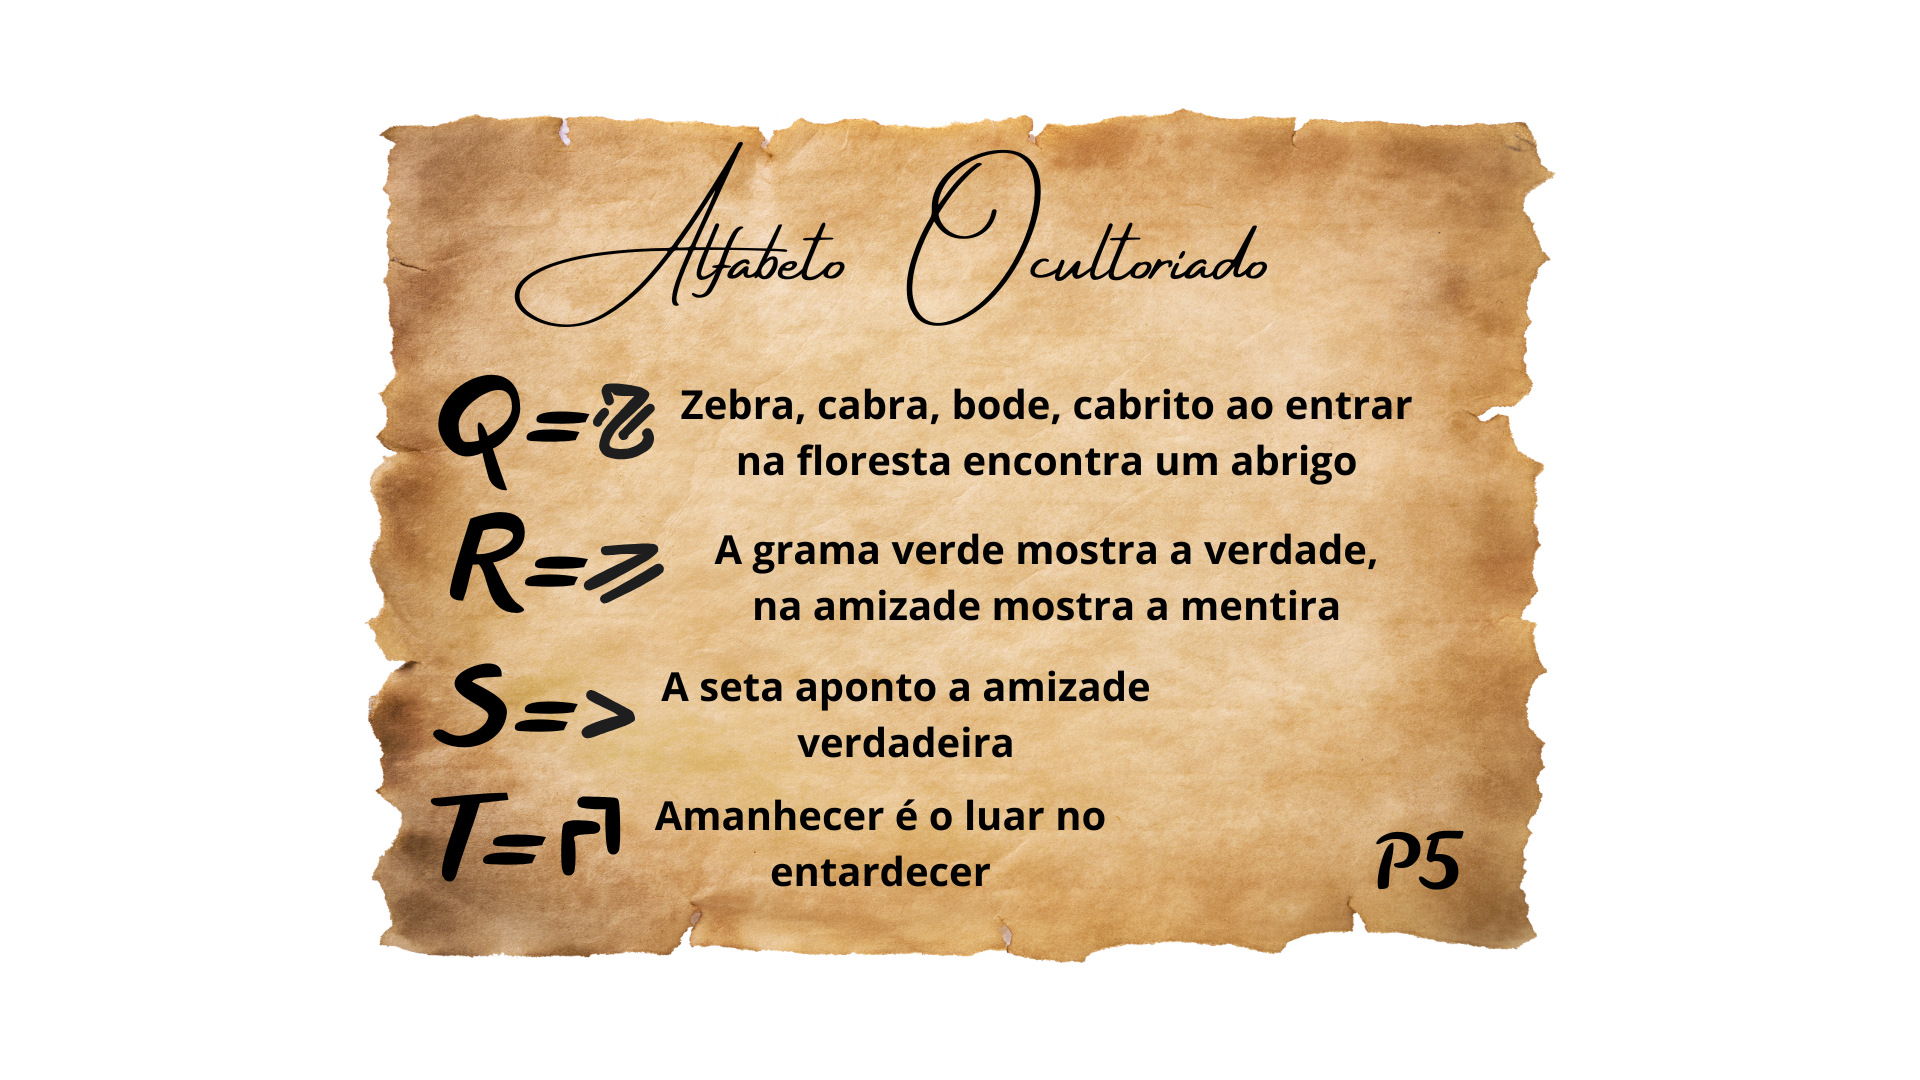 Alfabeto Ocultoriado
Q= Zebra, cabra, bode, cabrito ao entrar
na floresta encontra um abrigo
R= A grama verde mostra a verdade,
na amizade mostra a mentira
S=> A seta aponto a amizade
verdadeira
T= Amanhecer é o luar no
entardecer
P5